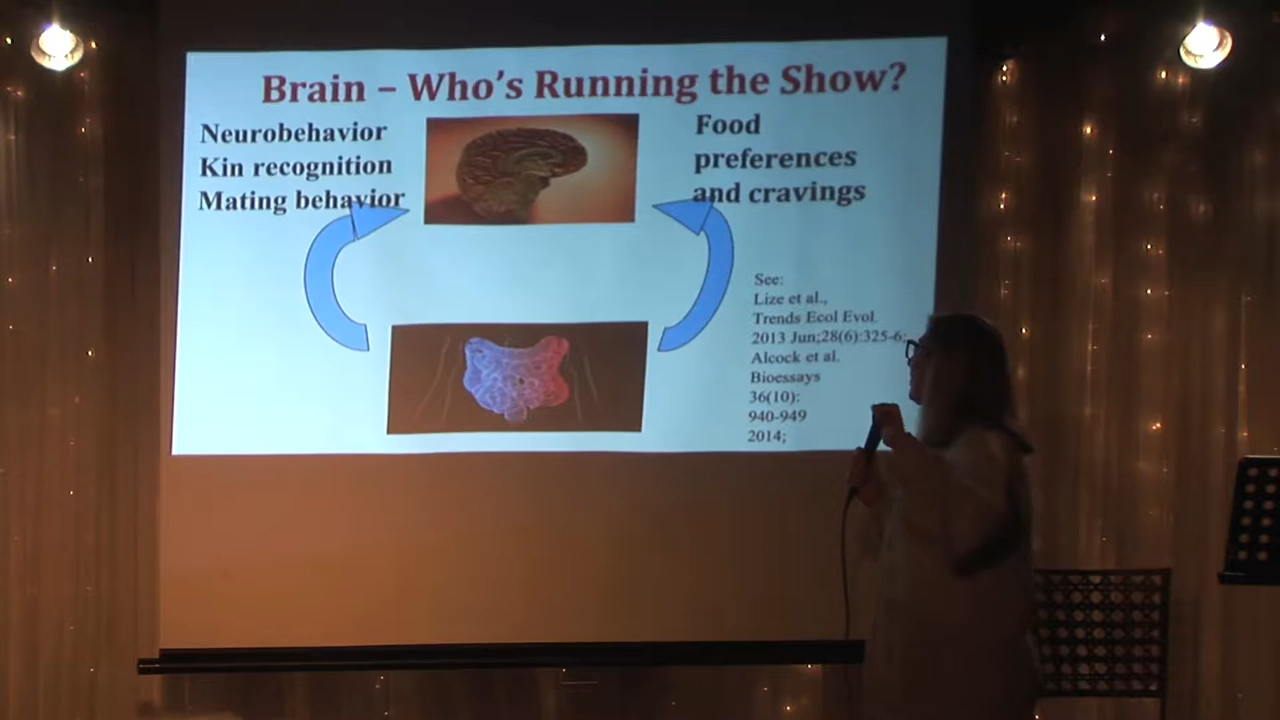 Brain – Who's Running the Show?
Neurobehavior
Kin recognition
Mating behavior
Food
preferences
and cravings
See:
Lize et al.,
Trends Ecol Evol.
2013 Jun;28(6):325-6;
Alcock et al.
Bioessays
36(10):
940-949
2014;